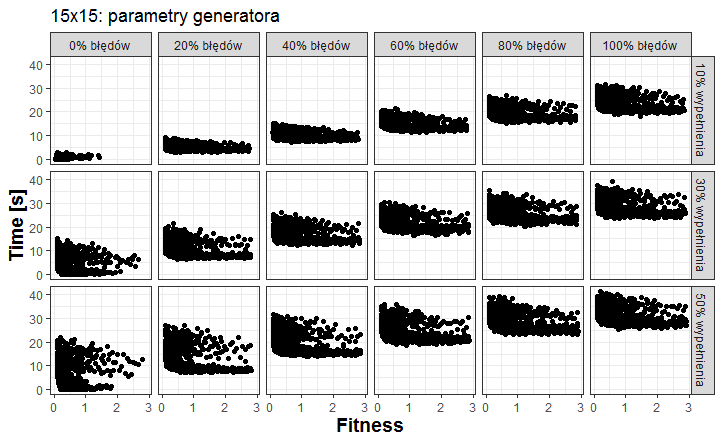 15x15: parametry generatora
0% błędów 20% błędów 40% błędów 60% błędów 80% błędów 100% błędów
40
30
20
10
0
10% wypełnienia
40
30
20
10
0
30% wypełnienia
40
30
20
10
0
50% wypełnienia
Time [s]
0 1 2 3 0 1 2 3 0 1 2 3 0 1 2 3 0 1 2 3 0 1 2 3
Fitness